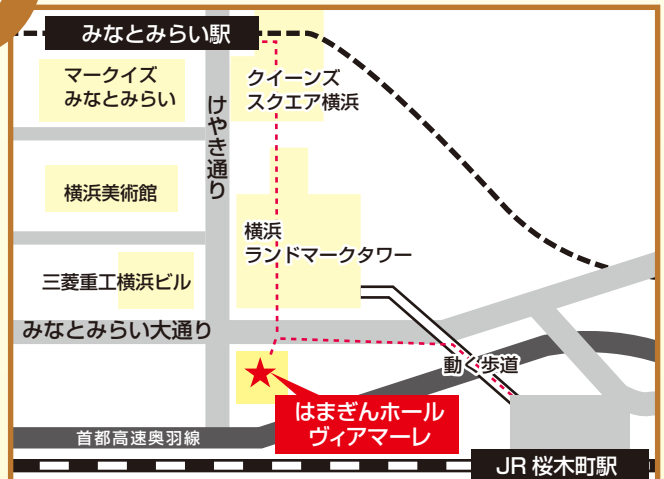 みなとみらい駅
マークイズ
みなとみらい
クイーンズ
スクエア横浜
けやき通り
横浜美術館
横浜
ランドマークタワー
三菱重工横浜ビル
みなとみらい大通り
動く歩道
はまぎんホール
ヴィアマーレ
首都高速奥羽線
JR 桜木町駅